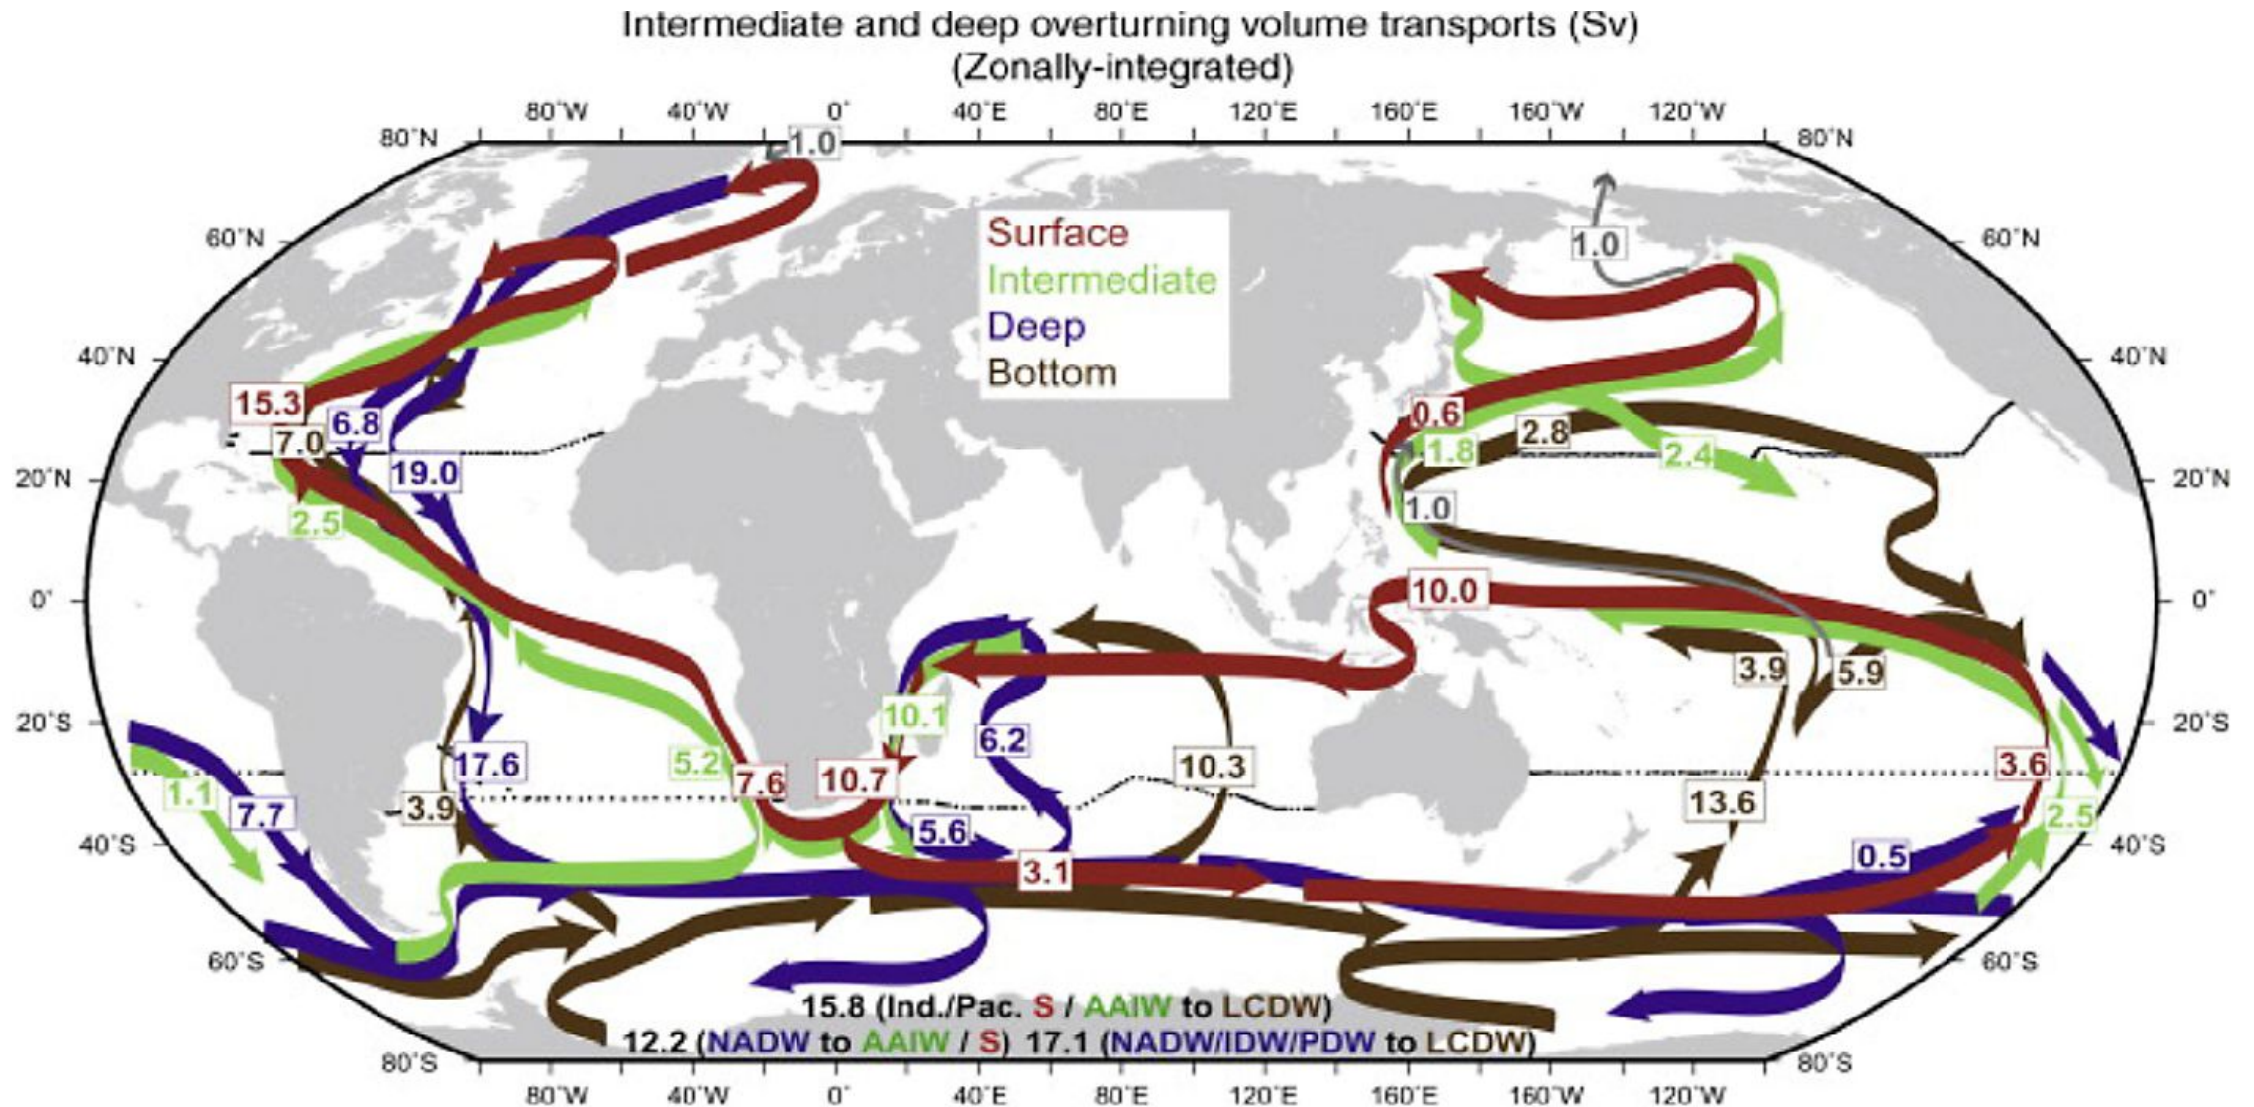 Intermediate and deep overturning volume transports (Sv)
(Zonally-integrated)
80°W 40°W 0° 40°E 80°E 120°E 160°E 160°W 120°W
80°N 1.0 80°N
Surface
60°N 1.0 60°N
Intermediate
Deep
40°N 40°N
Bottom
15.3 6.8 0.6
7.0 1.8 2.8 2.4
20°N 19.0 20°N
2.5 1.0
0° 10.0 0°
3.9 5.9
20°S 10.1 20°S
6.2
17.6 5.2 7.6 10.7 10.3 3.6
1.1 7.7 3.9 13.6 2.5
40°S 5.6 40°S
3.1 0.5
60°S 60°S
15.8 (Ind./Pac. S / AAIW to LCDW)
12.2 (NADW to AAIW / S) 17.1 (NADW/IDW/PDW to LCDW)
80°S 80°S
80°W 40°W 0° 40°E 80°E 120°E 160°E 160°W 120°W